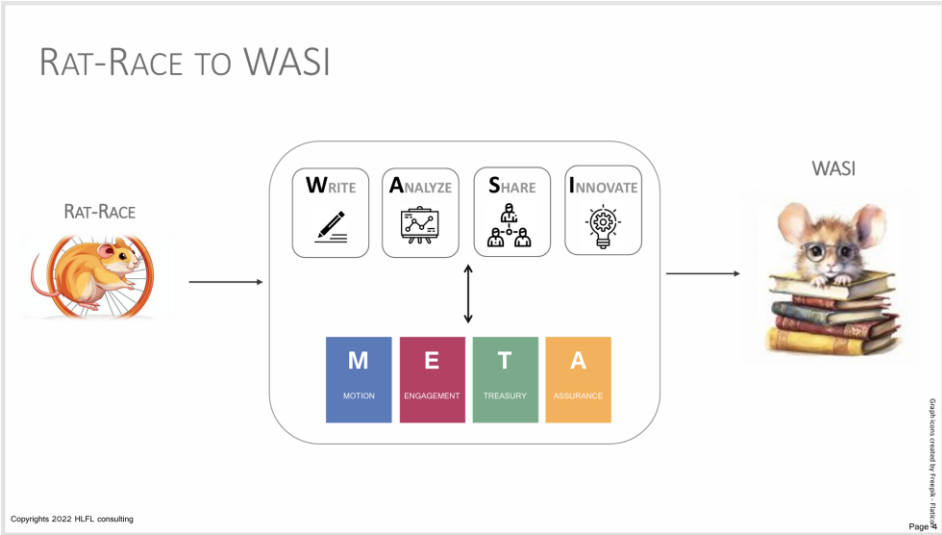 RAT-RACE TO WASI
WASI
RAT-RACE
WRITE
ANALYZE
SHARE
INNOVATE
M
E
T
A
MOTION
ENGAGEMENT
TREASURY
ASSURANCE
Graph icons created by Freepik - Flaticon
Copyrights 2022 HLFL consulting
Page 4